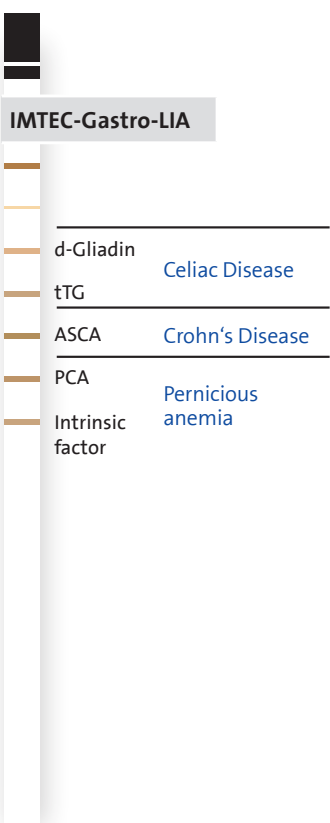 IMTEC-Gastro-LIA
d-Gliadin
Celiac Disease
tTG
ASCA Crohn‘s Disease
PCA
Pernicious
anemia
Intrinsic
factor